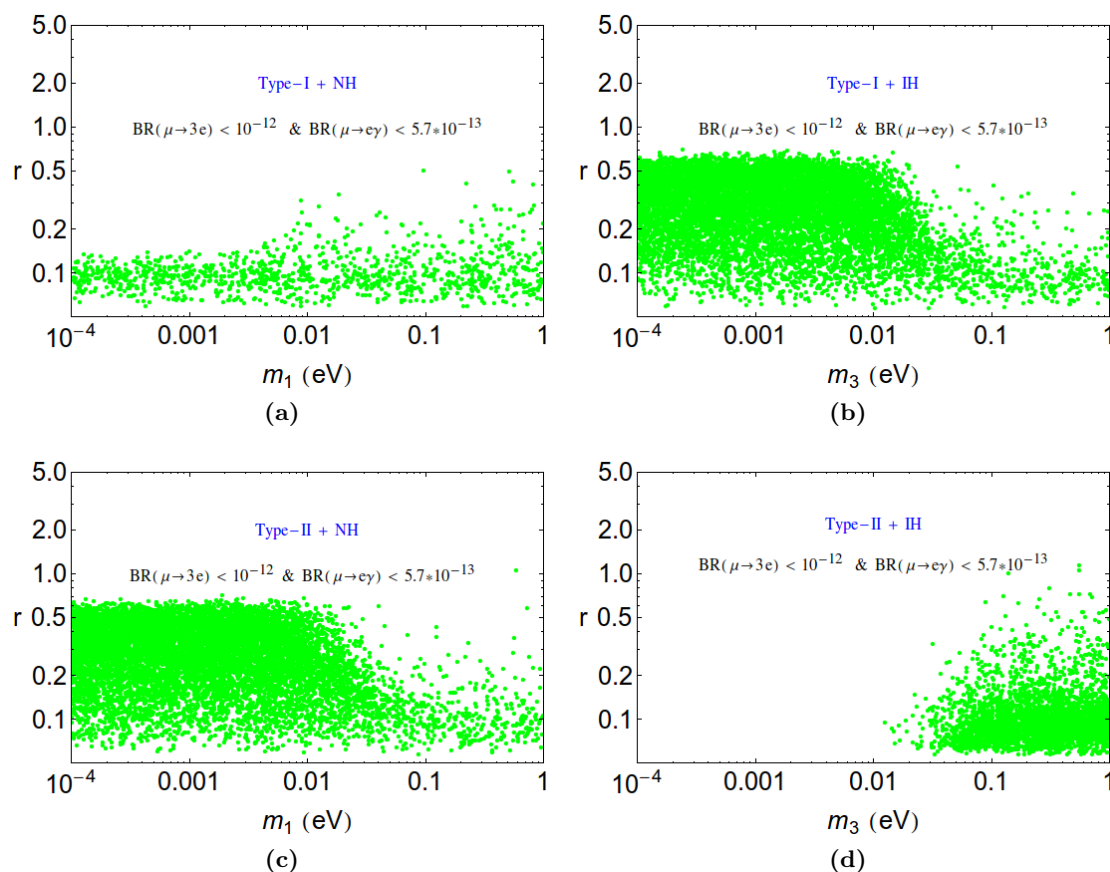 5.0
2.0
1.0
0.5
0.2
0.1
r
Type-I + NH
BR(μ→3e) < 10⁻¹² & BR(μ→eγ) < 5.7*10⁻¹³
10⁻⁴ 0.001 0.01 0.1 1
m₁ (eV)
(a)
5.0
2.0
1.0
0.5
0.2
0.1
r
Type-I + IH
BR(μ→3e) < 10⁻¹² & BR(μ→eγ) < 5.7*10⁻¹³
10⁻⁴ 0.001 0.01 0.1 1
m₃ (eV)
(b)
5.0
2.0
1.0
0.5
0.2
0.1
r
Type-II + NH
BR(μ→3e) < 10⁻¹² & BR(μ→eγ) < 5.7*10⁻¹³
10⁻⁴ 0.001 0.01 0.1 1
m₁ (eV)
(c)
5.0
2.0
1.0
0.5
0.2
0.1
r
Type-II + IH
BR(μ→3e) < 10⁻¹² & BR(μ→eγ) < 5.7*10⁻¹³
10⁻⁴ 0.001 0.01 0.1 1
m₃ (eV)
(d)